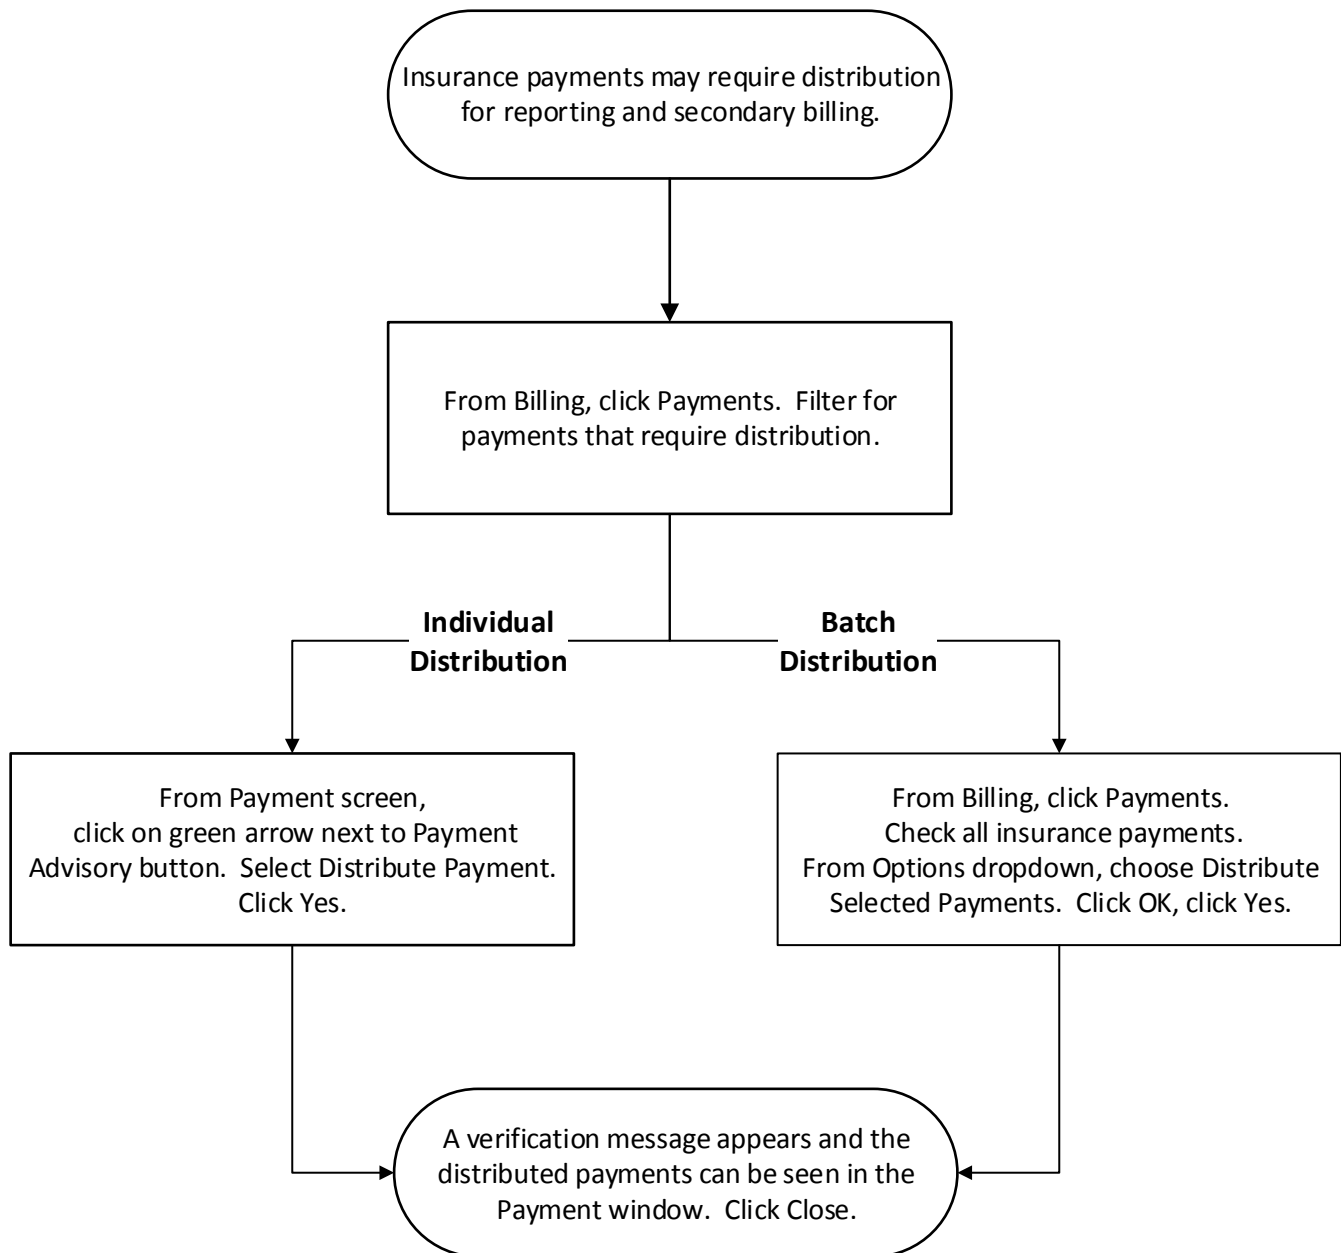 Insurance payments may require distribution
for reporting and secondary billing.
From Billing, click Payments.  Filter for
payments that require distribution.
Individual
Distribution
Batch
Distribution
From Payment screen,
click on green arrow next to Payment
Advisory button.  Select Distribute Payment.
Click Yes.
From Billing, click Payments.
Check all insurance payments.
From Options dropdown, choose Distribute
Selected Payments.  Click OK, click Yes.
A verification message appears and the
distributed payments can be seen in the
Payment window.  Click Close.